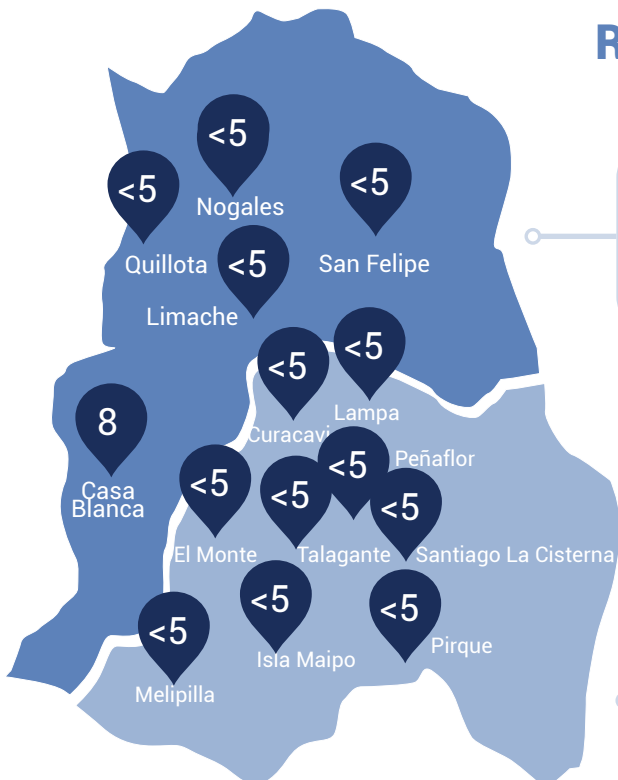 R
<5
Nogales
<5
Quillota
<5
San Felipe
<5
Limache
<5
Lampa
<5
Curacavi
8
Casa
Blanca
<5
Peñaflor
<5
El Monte
<5
Talagante
<5
Santiago La Cisterna
<5
Isla Maipo
<5
Pirque
<5
Melipilla